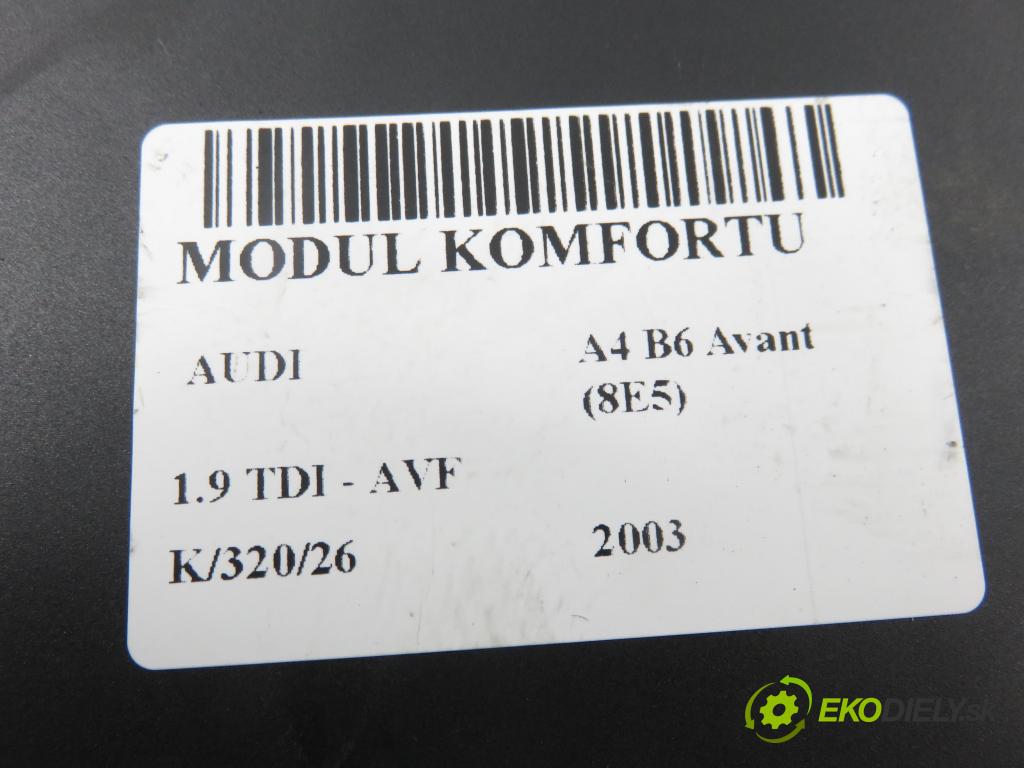 MODUL KOMFORTU
AUDI
A4 B6 Avant
(8E5)
1.9 TDI - AVF
K/320/26
2003
EKODIELY.sk